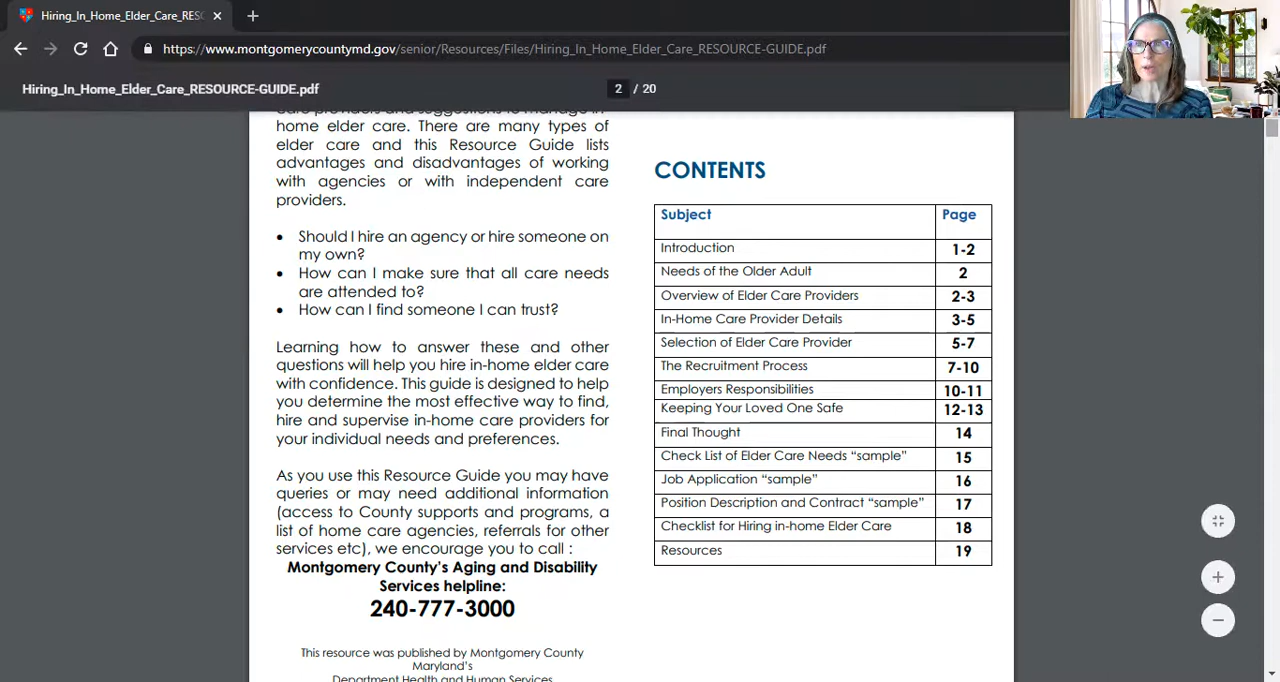 Hiring_In_Home_Elder_Care_RES
https://www.montgomerycountymd.gov/senior/Resources/Files/Hiring_In_Home_Elder_Care_RESOURCE-GUIDE.pdf
Hiring_In_Home_Elder_Care_RESOURCE-GUIDE.pdf
2 / 20
care providers and suggestions to manage in-
home elder care. There are many types of
elder care and this Resource Guide lists
advantages and disadvantages of working
with agencies or with independent care
providers.
• Should I hire an agency or hire someone on
my own?
• How can I make sure that all care needs
are attended to?
• How can I find someone I can trust?
Learning how to answer these and other
questions will help you hire in-home elder care
with confidence. This guide is designed to help
you determine the most effective way to find,
hire and supervise in-home care providers for
your individual needs and preferences.
As you use this Resource Guide you may have
queries or may need additional information
(access to County supports and programs, a
list of home care agencies, referrals for other
services etc), we encourage you to call :
Montgomery County's Aging and Disability
Services helpline:
240-777-3000
This resource was published by Montgomery County
Maryland's
Department Health and Human Services
CONTENTS
Subject Page
Introduction 1-2
Needs of the Older Adult 2
Overview of Elder Care Providers 2-3
In-Home Care Provider Details 3-5
Selection of Elder Care Provider 5-7
The Recruitment Process 7-10
Employers Responsibilities 10-11
Keeping Your Loved One Safe 12-13
Final Thought 14
Check List of Elder Care Needs “sample” 15
Job Application “sample” 16
Position Description and Contract “sample” 17
Checklist for Hiring in-home Elder Care 18
Resources 19